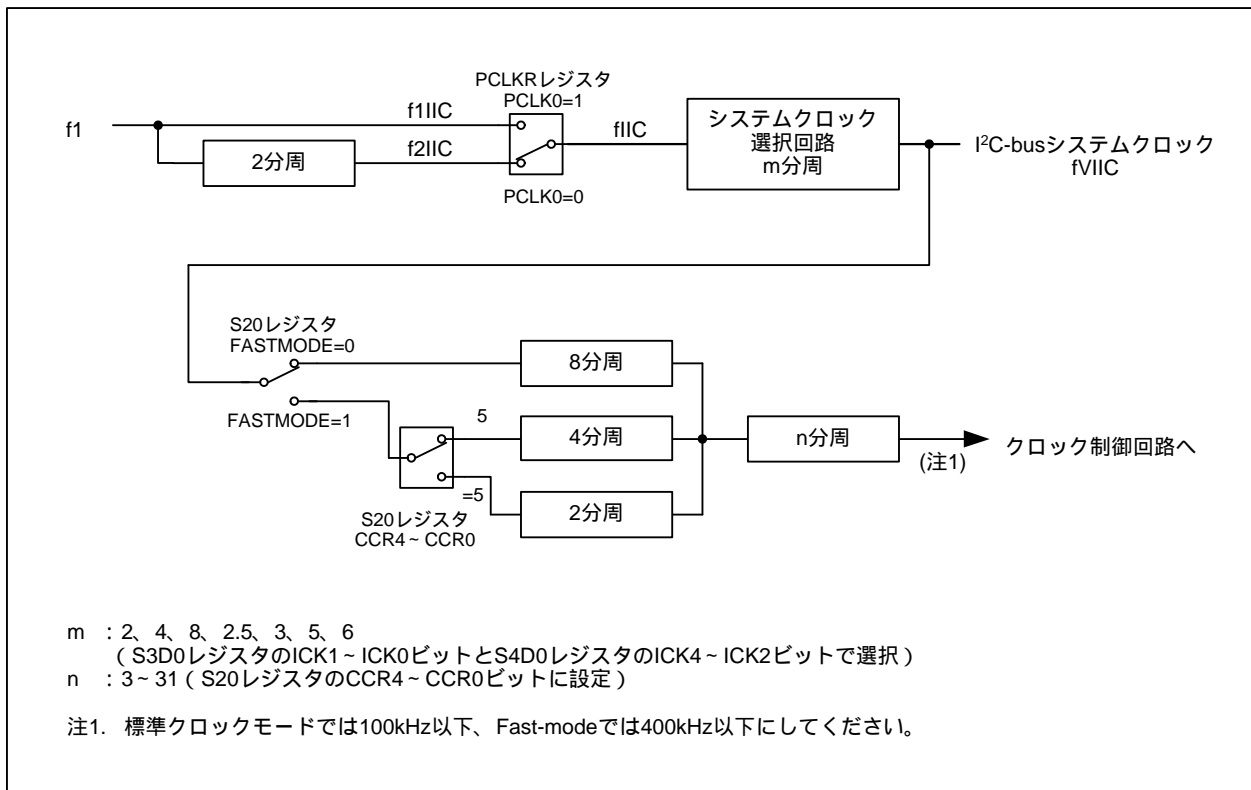 PCLKRレジスタ
PCLK0=1
f1
f1IIC
2分周
f2IIC
PCLK0=0
fIIC
システムクロック
選択回路
m分周
I²C-busシステムクロック
fVIIC
S20レジスタ
FASTMODE=0
FASTMODE=1
8分周
5
4分周
=5
2分周
S20レジスタ
CCR4~CCR0
n分周
(注1)
クロック制御回路へ
m :2、4、8、2.5、3、5、6
(S3D0レジスタのICK1~ICK0ビットとS4D0レジスタのICK4~ICK2ビットで選択)
n :3~31(S20レジスタのCCR4~CCR0ビットに設定)
注1. 標準クロックモードでは100kHz以下、Fast-modeでは400kHz以下にしてください。